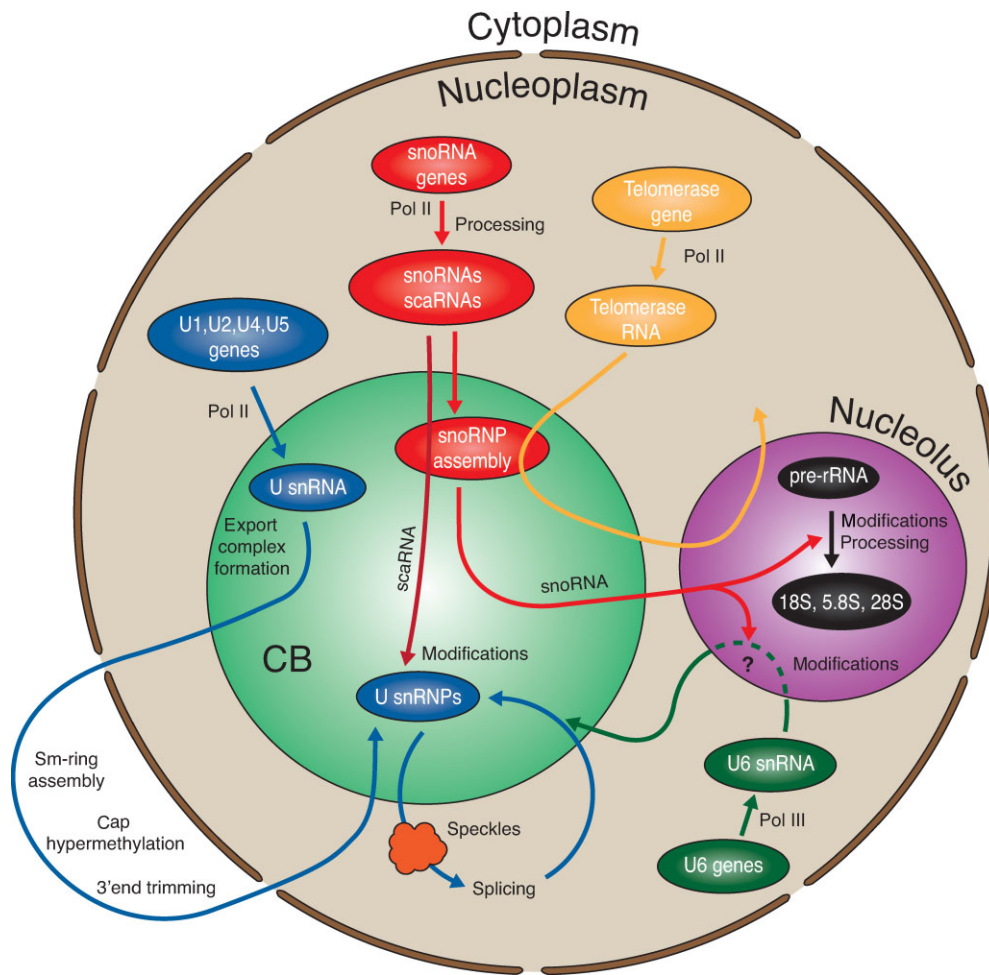 Cytoplasm
Nucleoplasm
snoRNA
genes
Pol II
Processing
snoRNAs
scaRNAs
Telomerase
gene
Pol II
Telomerase
RNA
U1,U2,U4,U5
genes
Pol II
U snRNA
Export
complex
formation
snoRNP
assembly
scaRNA
snoRNA
Nucleolus
pre-rRNA
Modifications
Processing
18S, 5.8S, 28S
?
Modifications
CB
Modifications
U snRNPs
Sm-ring
assembly
Cap
hypermethylation
3'end trimming
Speckles
Splicing
U6 snRNA
Pol III
U6 genes